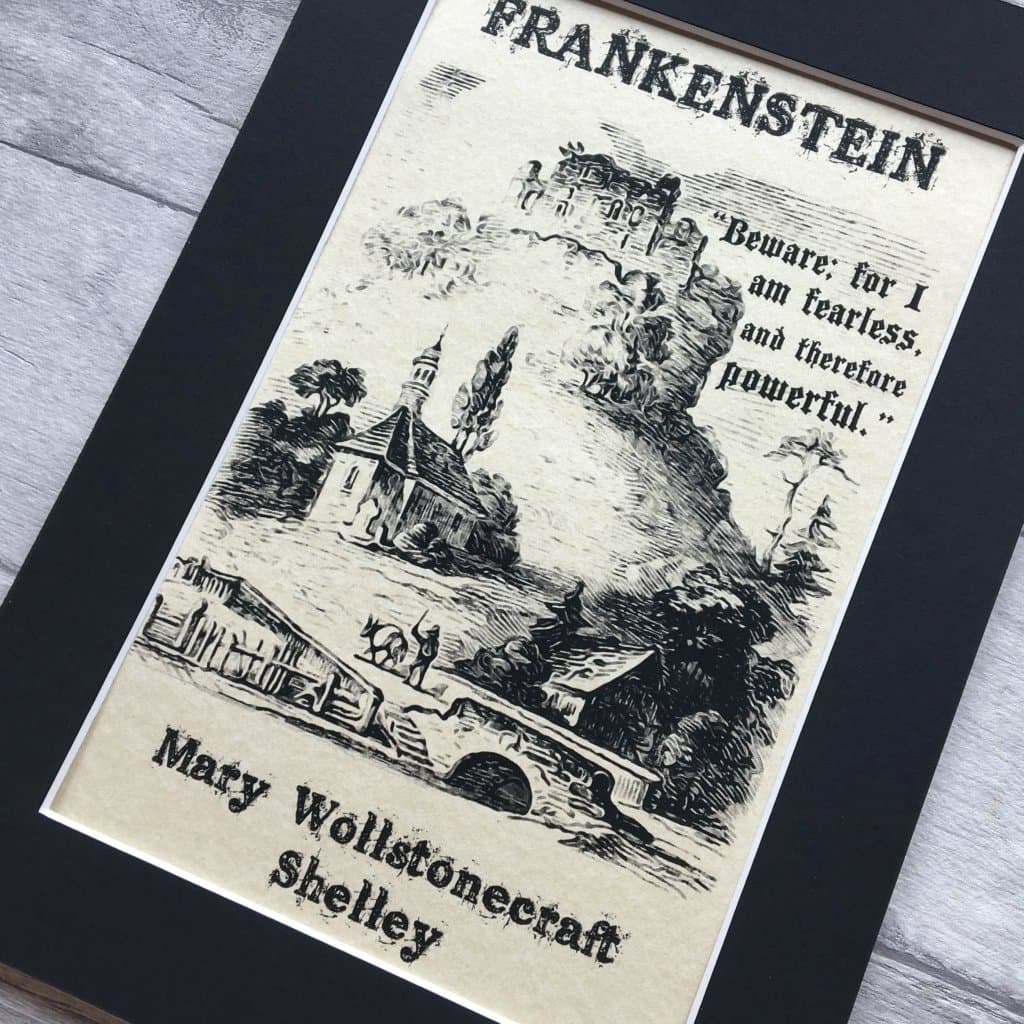 FRANKENSTEIN
"Beware; for I
am fearless,
and therefore
powerful."
Mary Wollstonecraft
Shelley